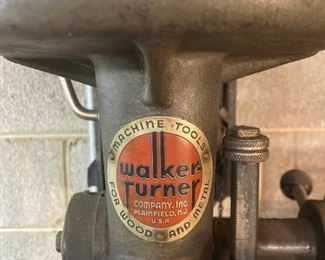 MACHINE TOOLS
walker
turner
COMPANY, INC.
PLAINFIELD, N.J.
U.S.A
FOR WOOD AND METAL